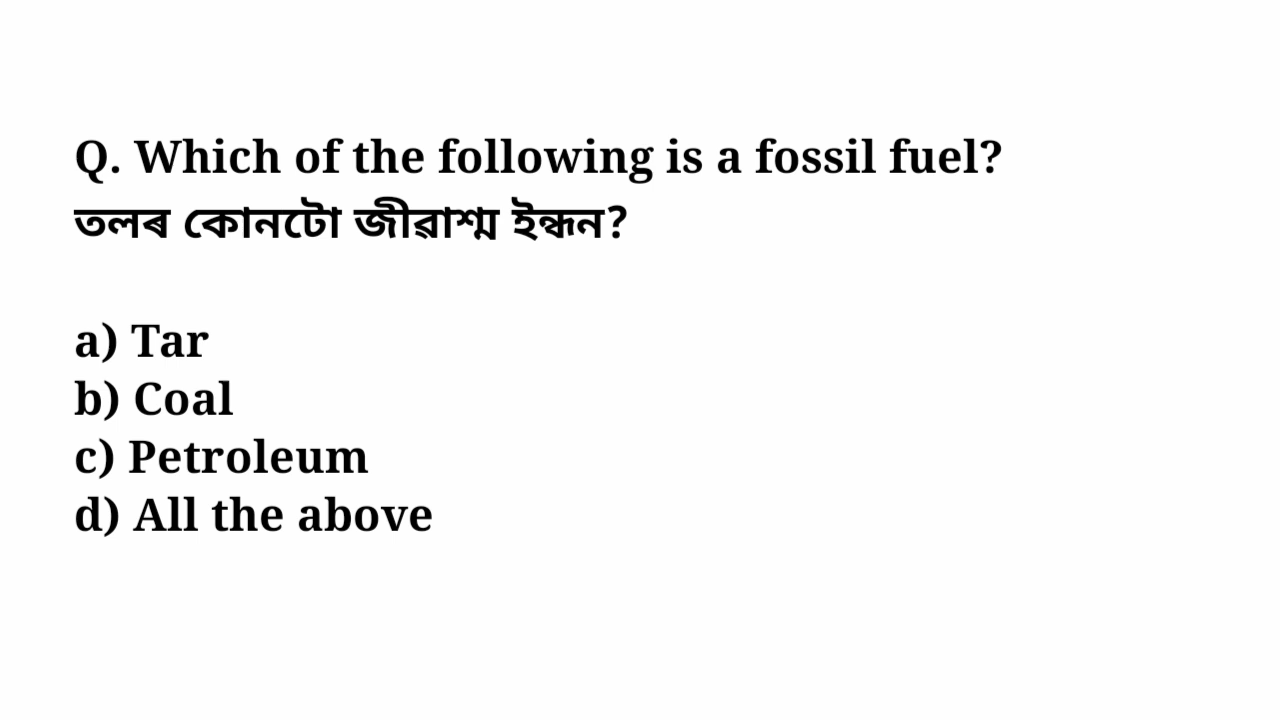 Q. Which of the following is a fossil fuel?
তলৰ কোনটো জীৱাশ্ম ইন্ধন?
a) Tar
b) Coal
c) Petroleum
d) All the above